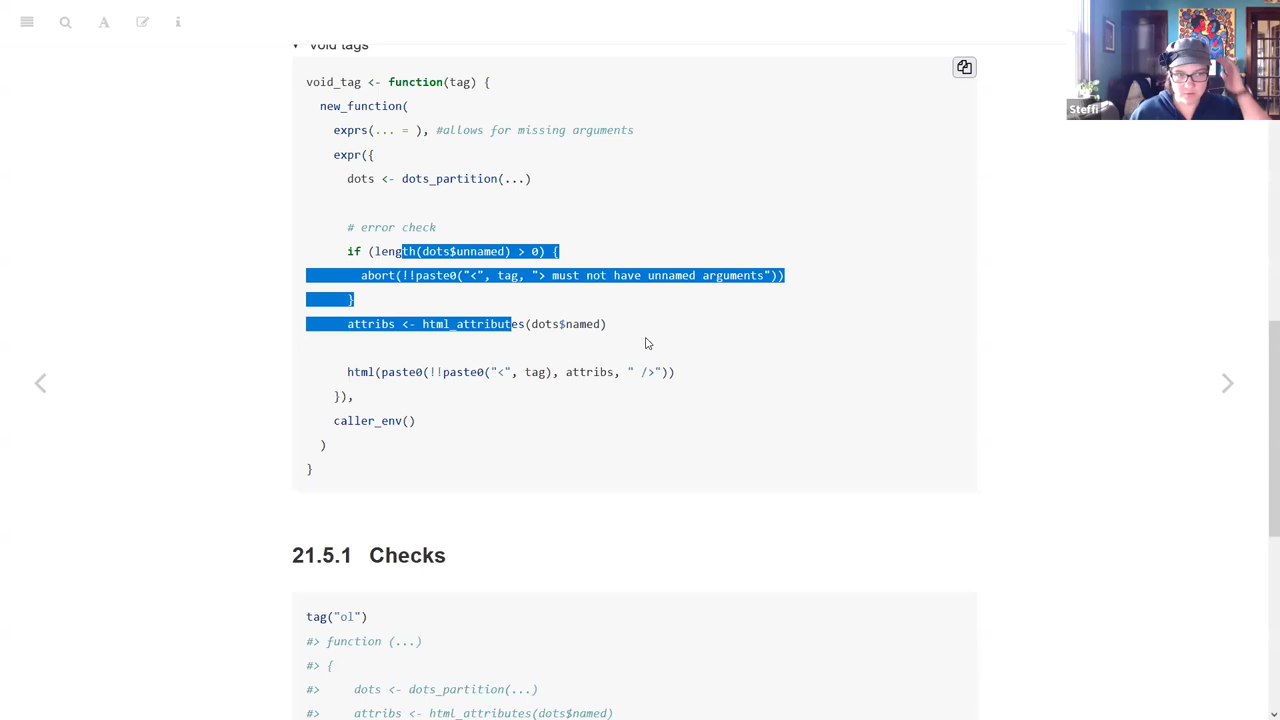 A
i
Steffi
Void tags
void_tag <- function(tag) {
new_function(
exprs(... = ), #allows for missing arguments
expr({
dots <- dots_partition(...)
# error check
if (length(dots$unnamed) > 0) {
abort(!!paste0("<", tag, "> must not have unnamed arguments"))
}
attribs <- html_attributes(dots$named)
html(paste0(!!paste0("<", tag), attribs, " />"))
}),
caller_env()
)
}
21.5.1 Checks
tag("ol")
#> function (...)
#> {
#>     dots <- dots_partition(...)
#>     attribs <- html_attributes(dots$named)